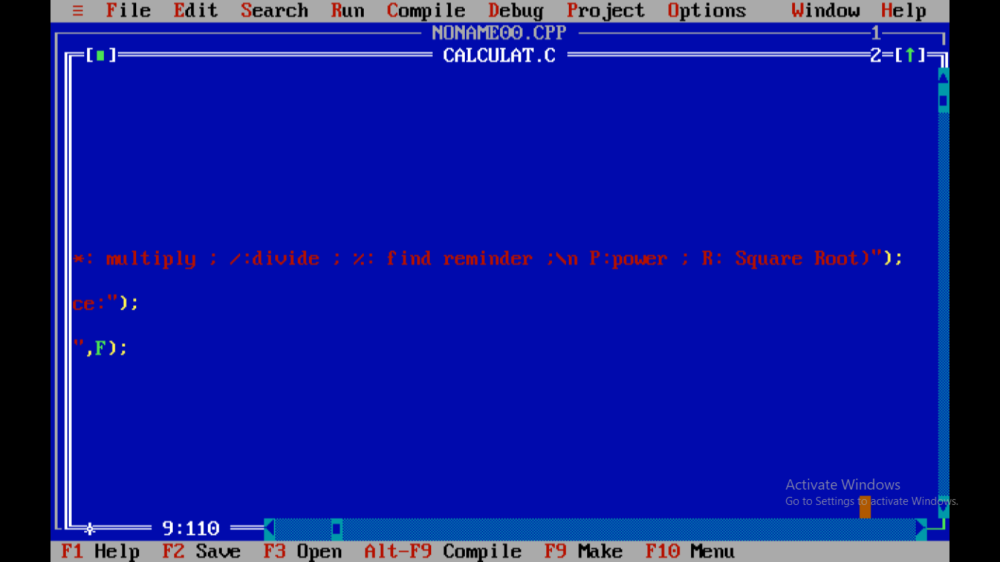 ≡ File Edit Search Run Compile Debug Project Options Window Help
NONAME00.CPP 1
[■] CALCULAT.C 2=[↑]
*: multiply ; /:divide ; %: find reminder ;\n P:power ; R: Square Root)");
ce:");
",F);
Activate Windows
Go to Settings to activate Windows.
* 9:110
F1 Help F2 Save F3 Open Alt-F9 Compile F9 Make F10 Menu